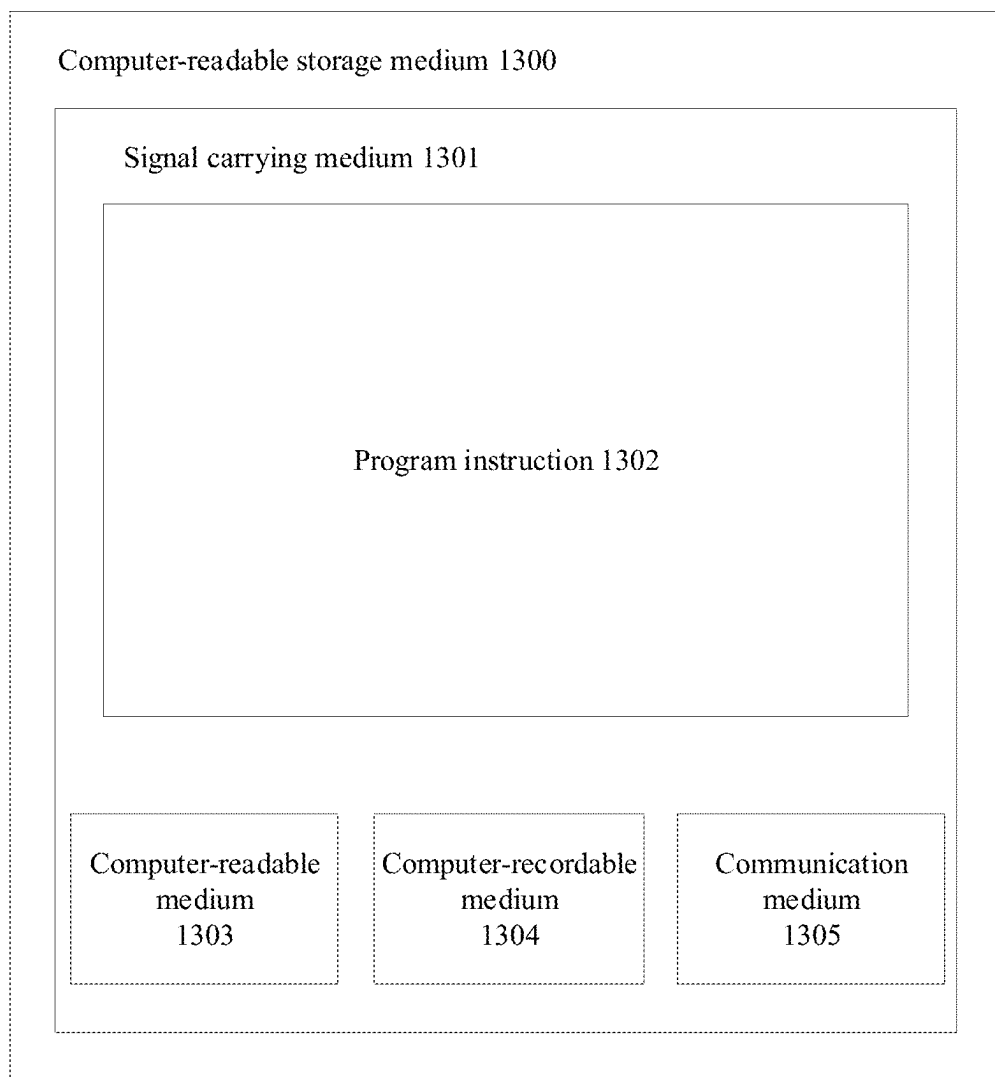 Computer-readable storage medium 1300
Signal carrying medium 1301
Program instruction 1302
Computer-readable
medium
1303
Computer-recordable
medium
1304
Communication
medium
1305